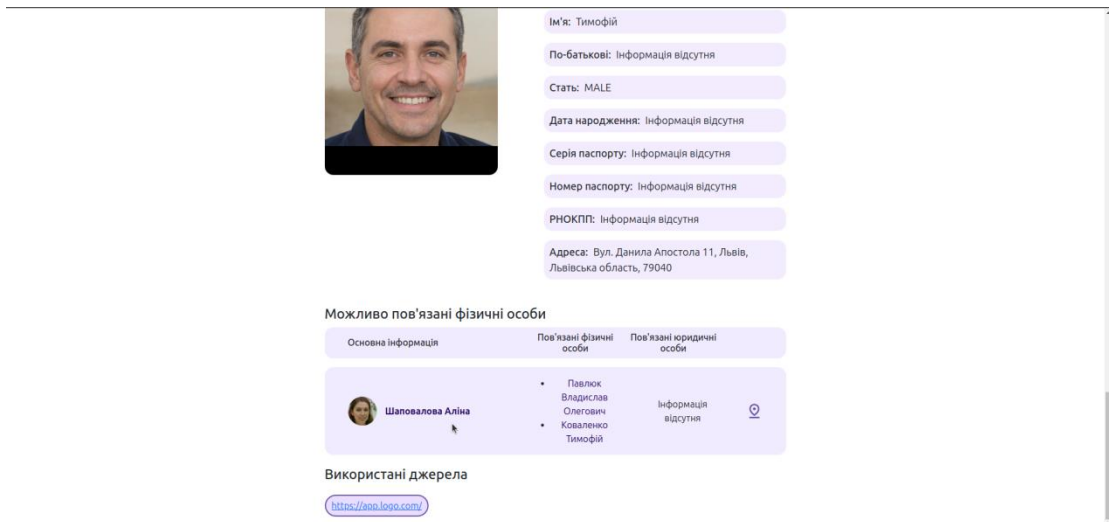 Ім'я: Тимофій
По-батькові: Інформація відсутня
Стать: MALE
Дата народження: Інформація відсутня
Серія паспорту: Інформація відсутня
Номер паспорту: Інформація відсутня
РНОКПП: Інформація відсутня
Адреса: Вул. Данила Апостола 11, Львів,
Львівська область, 79040
Можливо пов'язані фізичні особи
Основна інформація
Пов'язані фізичні
особи
Пов'язані юридичні
особи
Шаповалова Аліна
• Павлюк
Владислав
Олегович
• Коваленко
Тимофій
Інформація
відсутня
Використані джерела
https://app.logo.com/